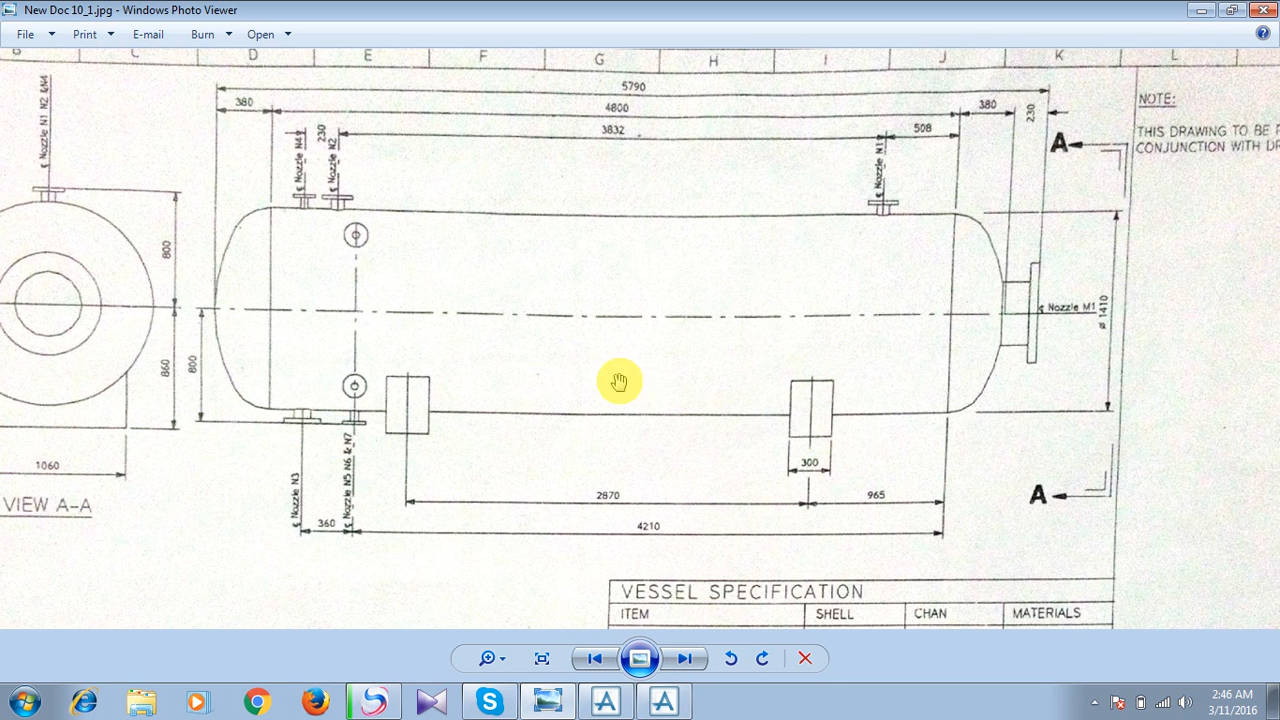 New Doc 10_1.jpg - Windows Photo Viewer
File Print E-mail Burn Open
D E F G H I J K L
5790
380 4800 380 230
230 3832 508
NOTE:
THIS DRAWING TO BE
CONJUNCTION WITH
A
℄ Nozzle N1 N2 &N4
℄ Nozzle N4
℄ Nozzle N2
℄ Nozzle N1
800
860
800
℄ Nozzle M1
ø 1410
1060
VIEW A-A
℄ Nozzle N3
℄ Nozzle N5 N6 & N7
300
2870 965
A
360 4210
VESSEL SPECIFICATION
ITEM SHELL CHAN MATERIALS
2:46 AM
3/11/2016